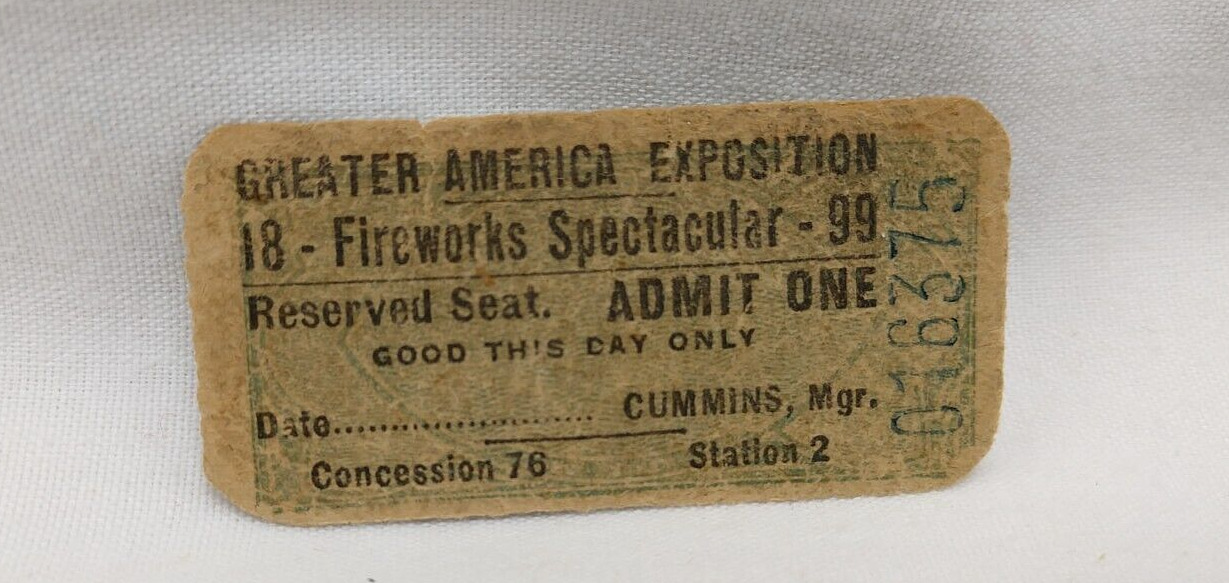 GREATER AMERICA EXPOSITION
18 - Fireworks Spectacular - 99
Reserved Seat. ADMIT ONE
GOOD THIS DAY ONLY
Date....................... CUMMINS, Mgr.
Concession 76 Station 2
016375